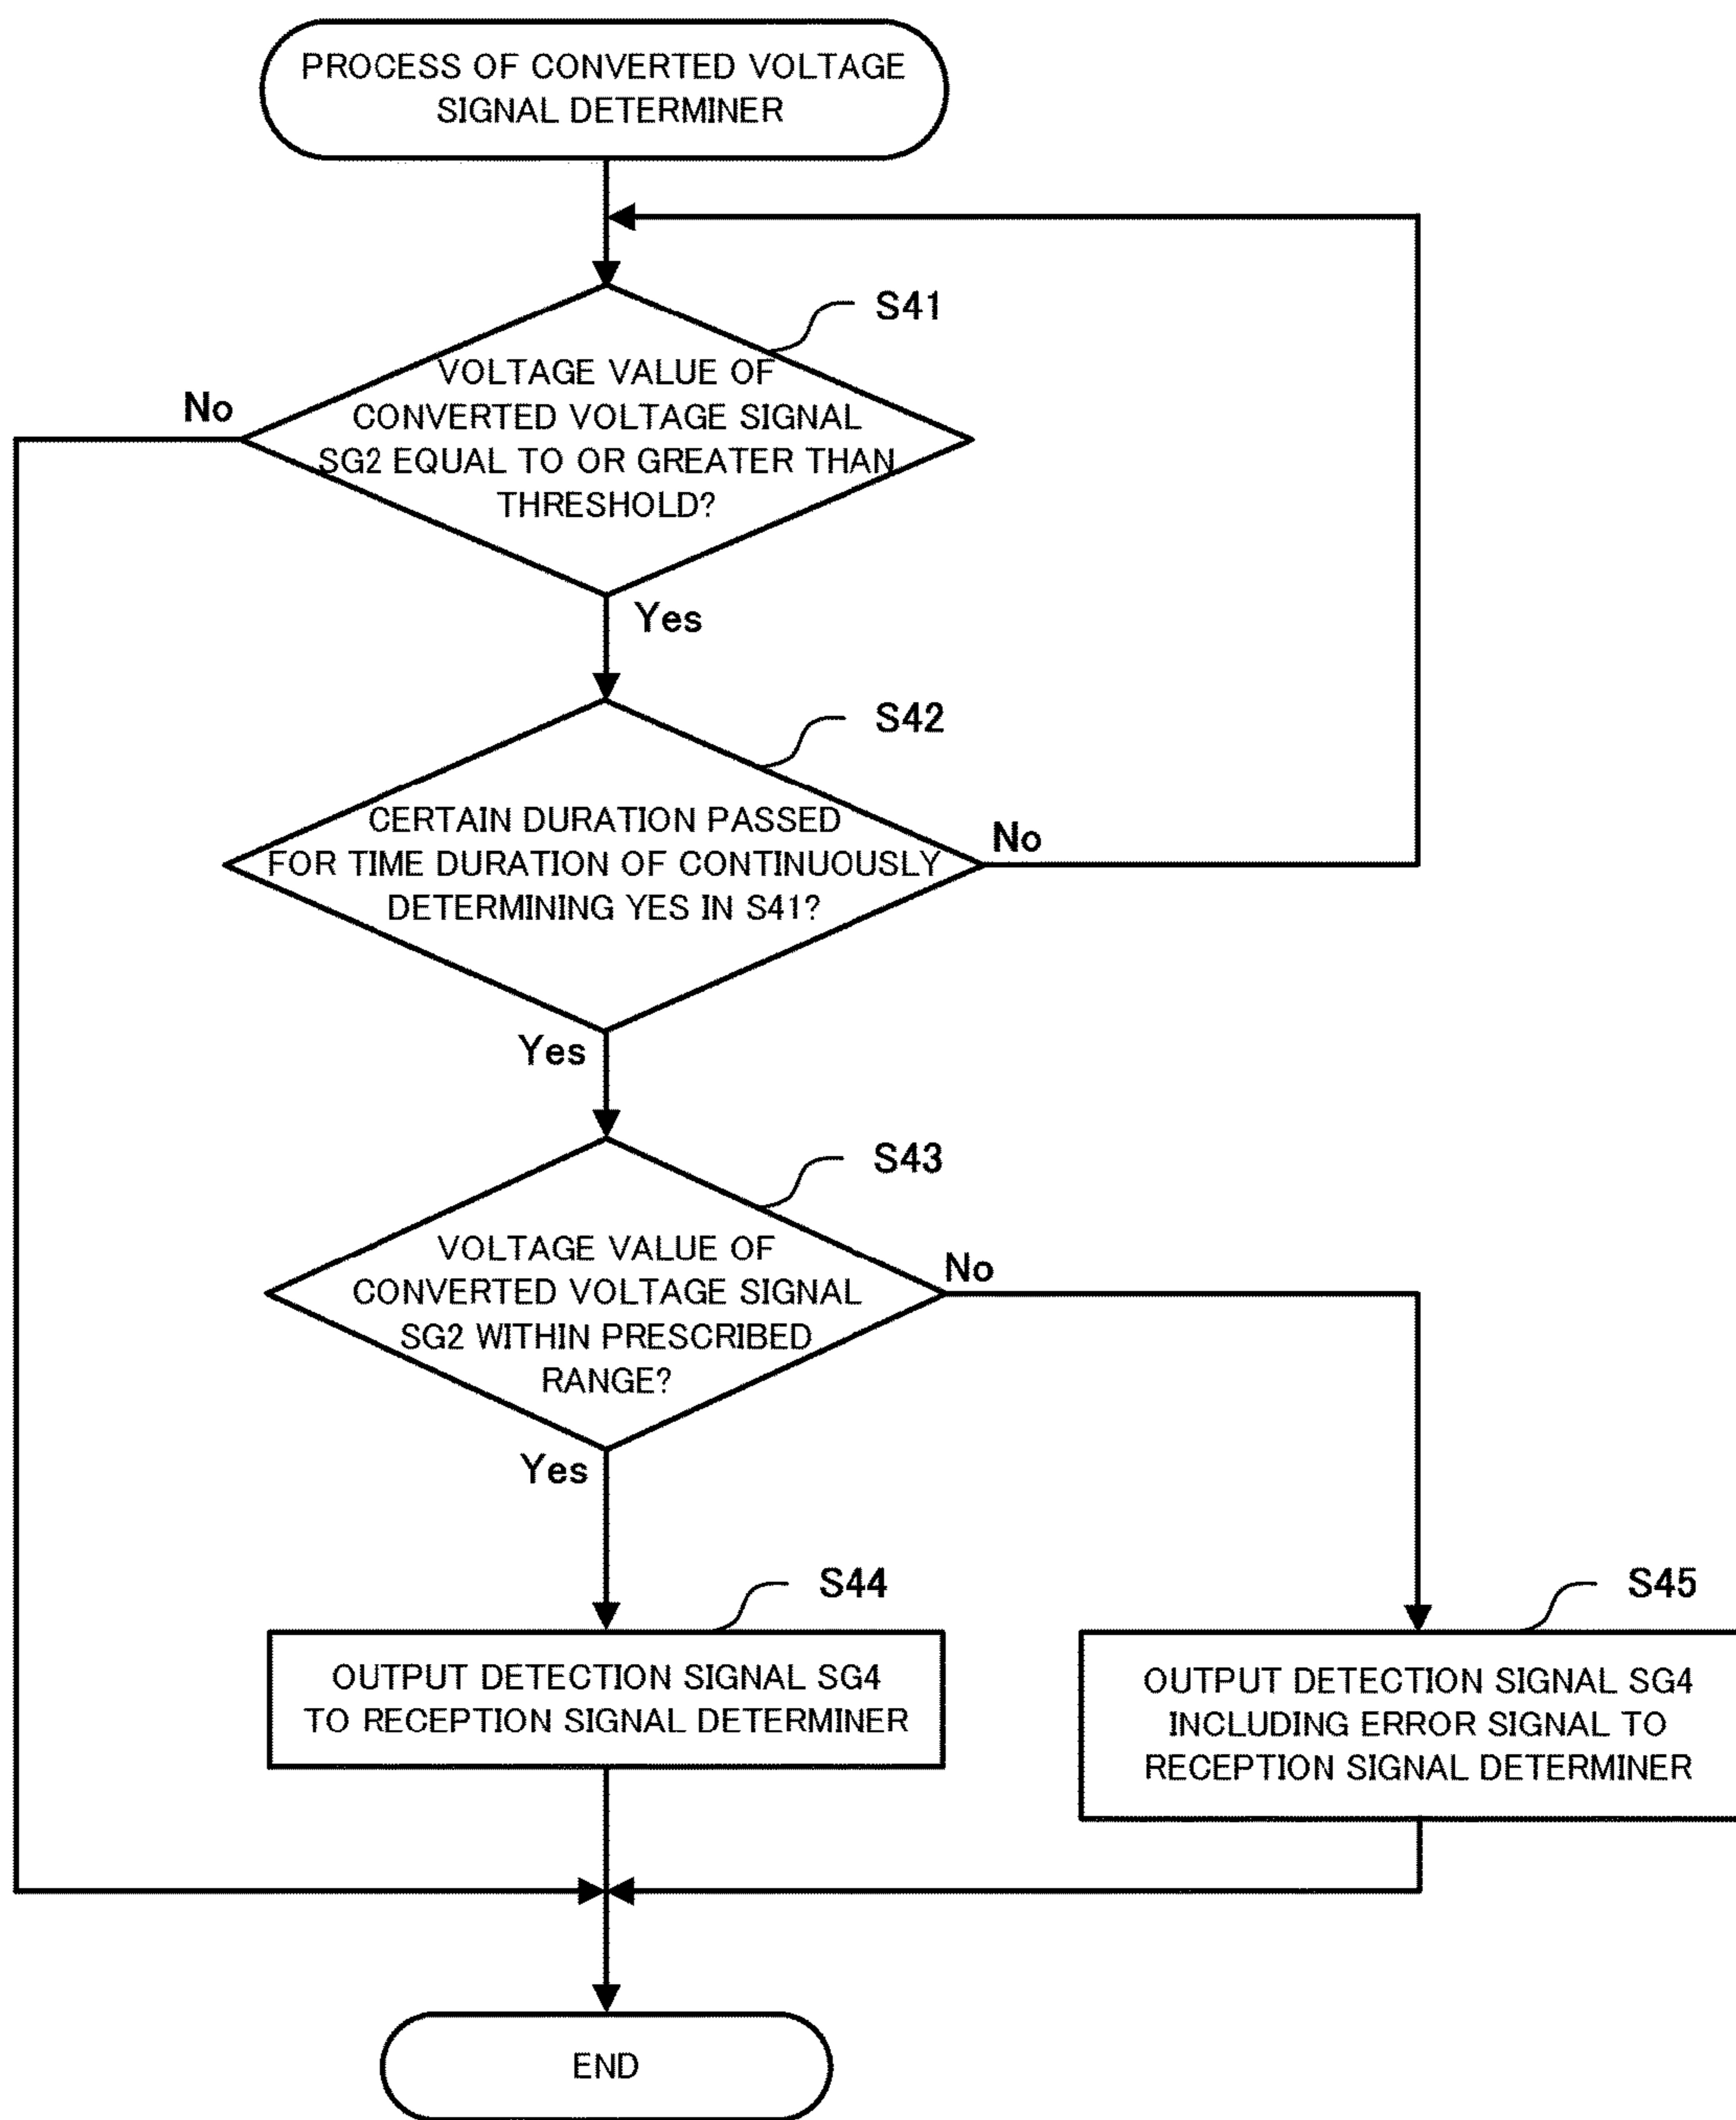 PROCESS OF CONVERTED VOLTAGE
SIGNAL DETERMINER
S41
VOLTAGE VALUE OF
CONVERTED VOLTAGE SIGNAL
SG2 EQUAL TO OR GREATER THAN
THRESHOLD?
No
Yes
S42
CERTAIN DURATION PASSED
FOR TIME DURATION OF CONTINUOUSLY
DETERMINING YES IN S41?
No
Yes
S43
VOLTAGE VALUE OF
CONVERTED VOLTAGE SIGNAL
SG2 WITHIN PRESCRIBED
RANGE?
No
Yes
S44
OUTPUT DETECTION SIGNAL SG4
TO RECEPTION SIGNAL DETERMINER
S45
OUTPUT DETECTION SIGNAL SG4
INCLUDING ERROR SIGNAL TO
RECEPTION SIGNAL DETERMINER
END